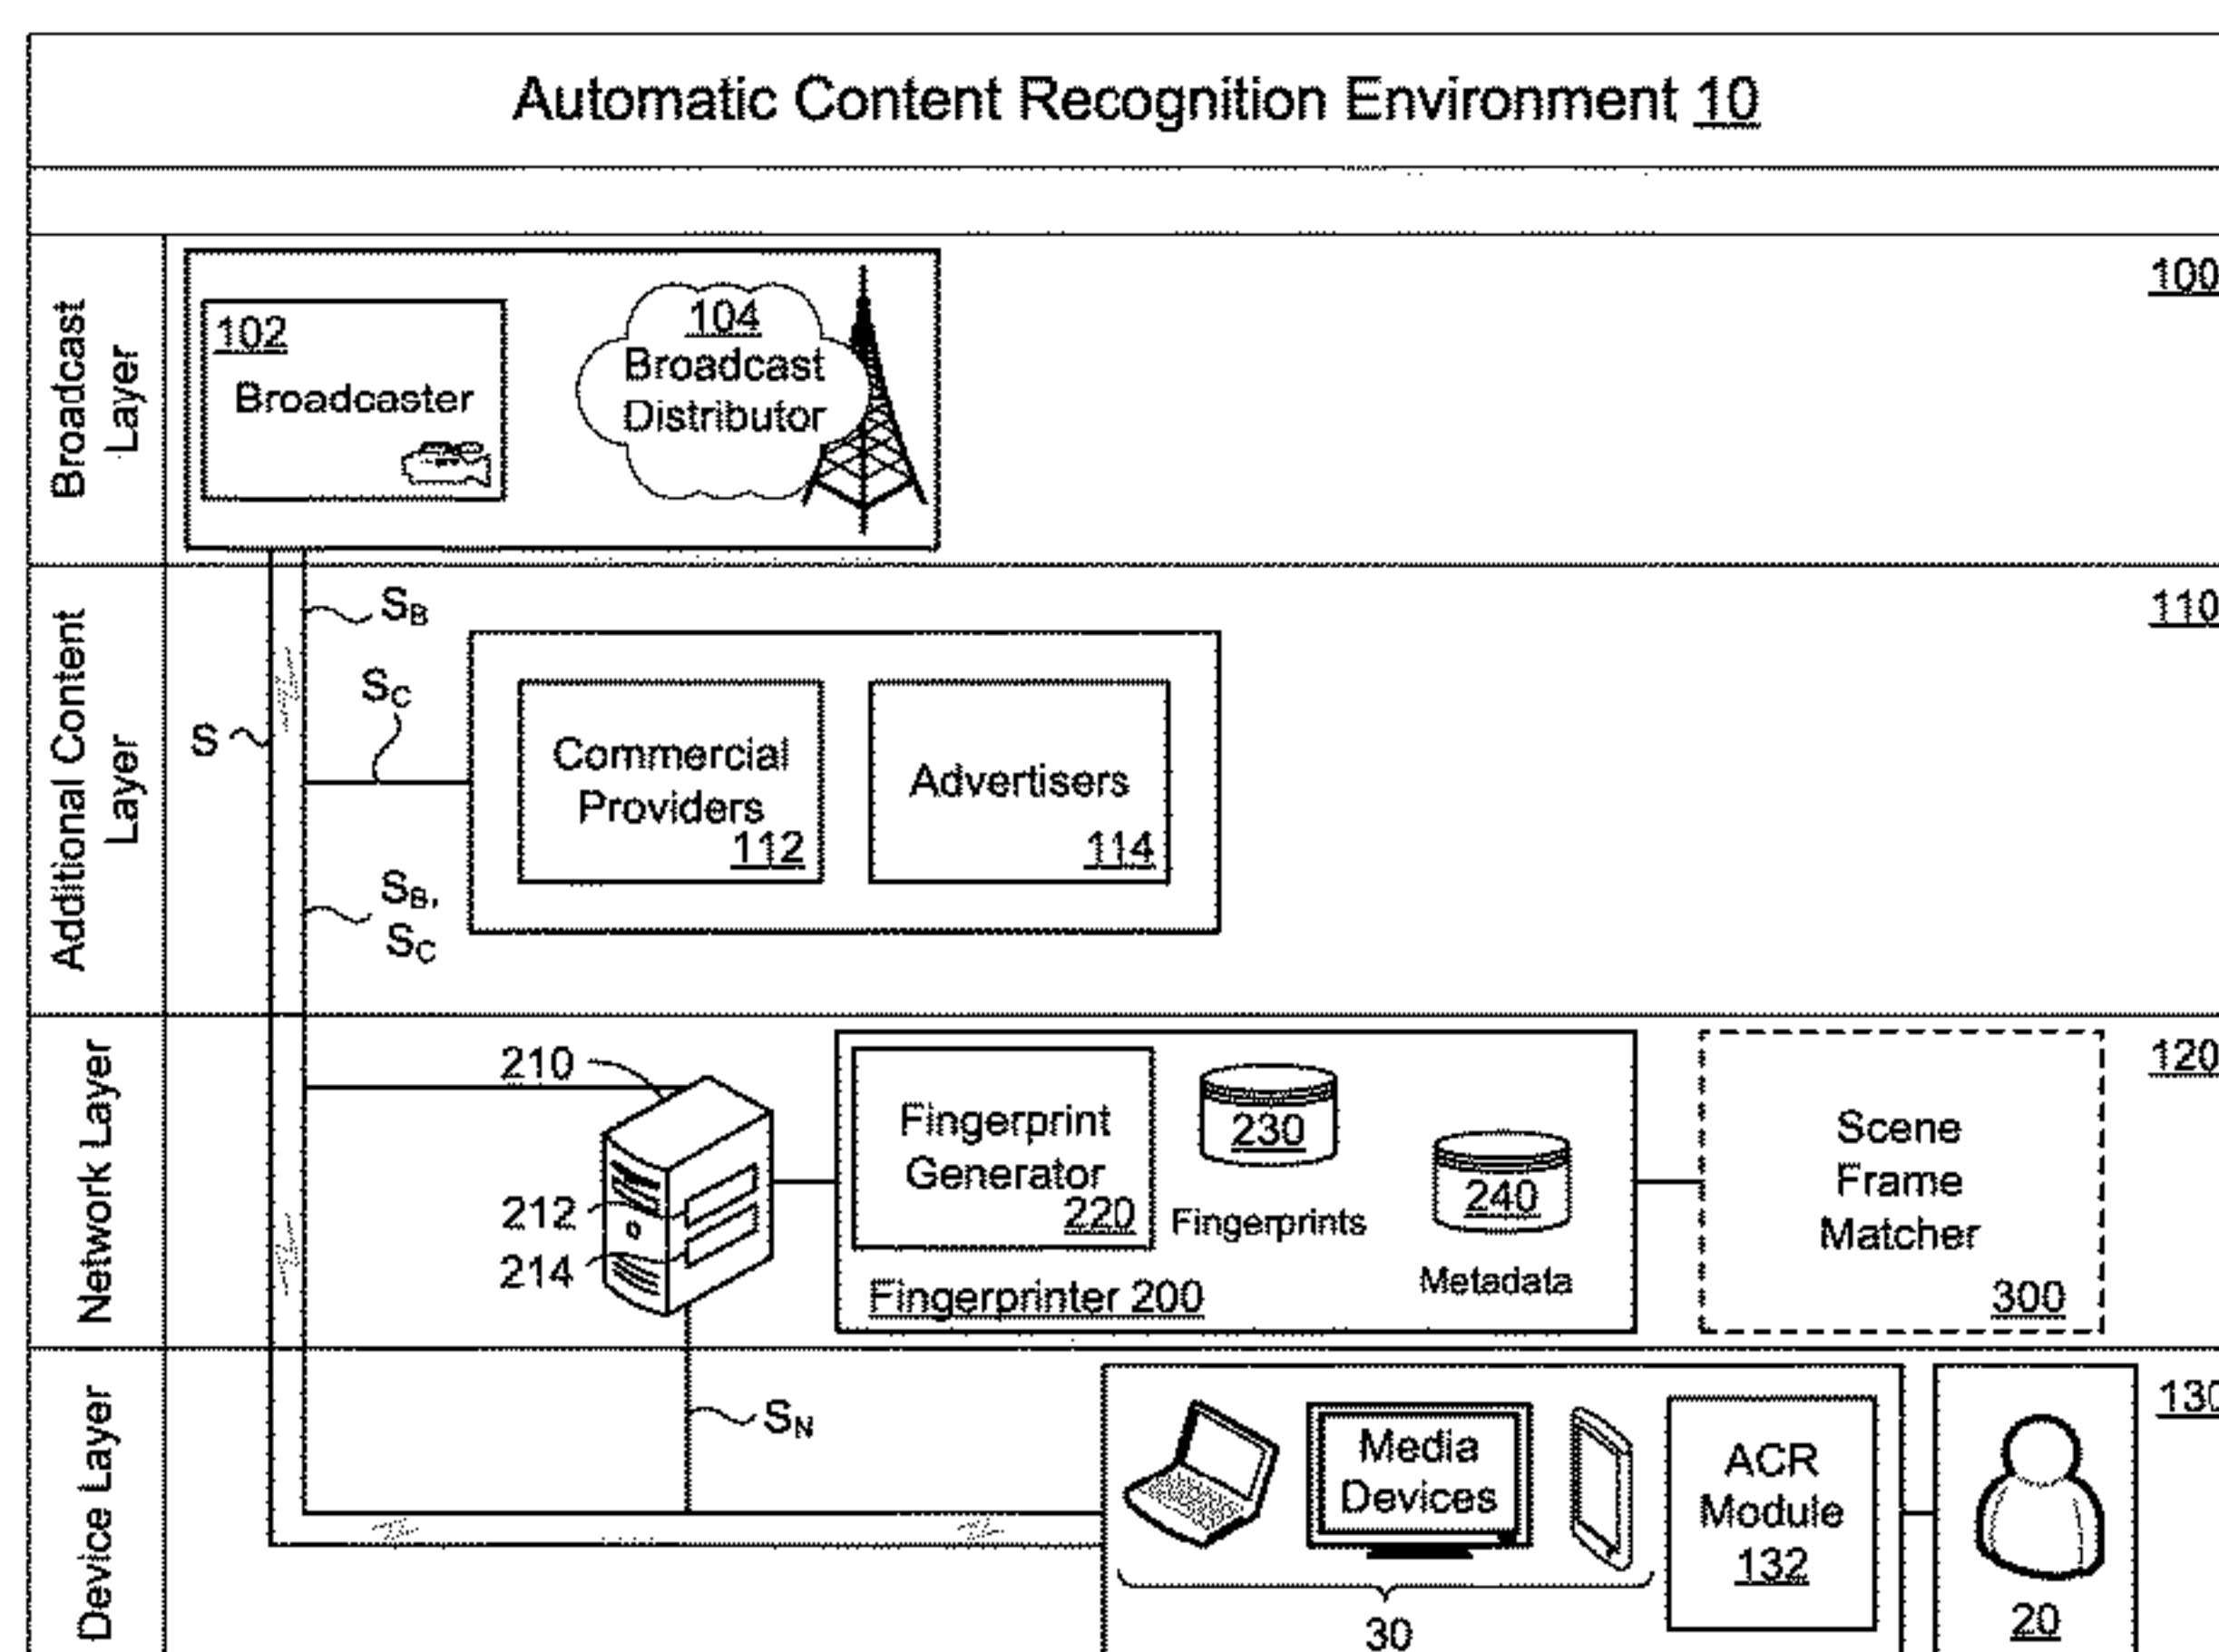 Automatic Content Recognition Environment 10
Broadcast
Layer
100
102
Broadcaster
104
Broadcast
Distributor
Additional Content
Layer
110
SB
SC
S
Commercial
Providers
112
Advertisers
114
SB,
SC
Network Layer
120
210
212
214
Fingerprint
Generator
220
230
Fingerprints
240
Metadata
Fingerprinter 200
Scene
Frame
Matcher
300
Device Layer
130
SN
Media
Devices
30
ACR
Module
132
20